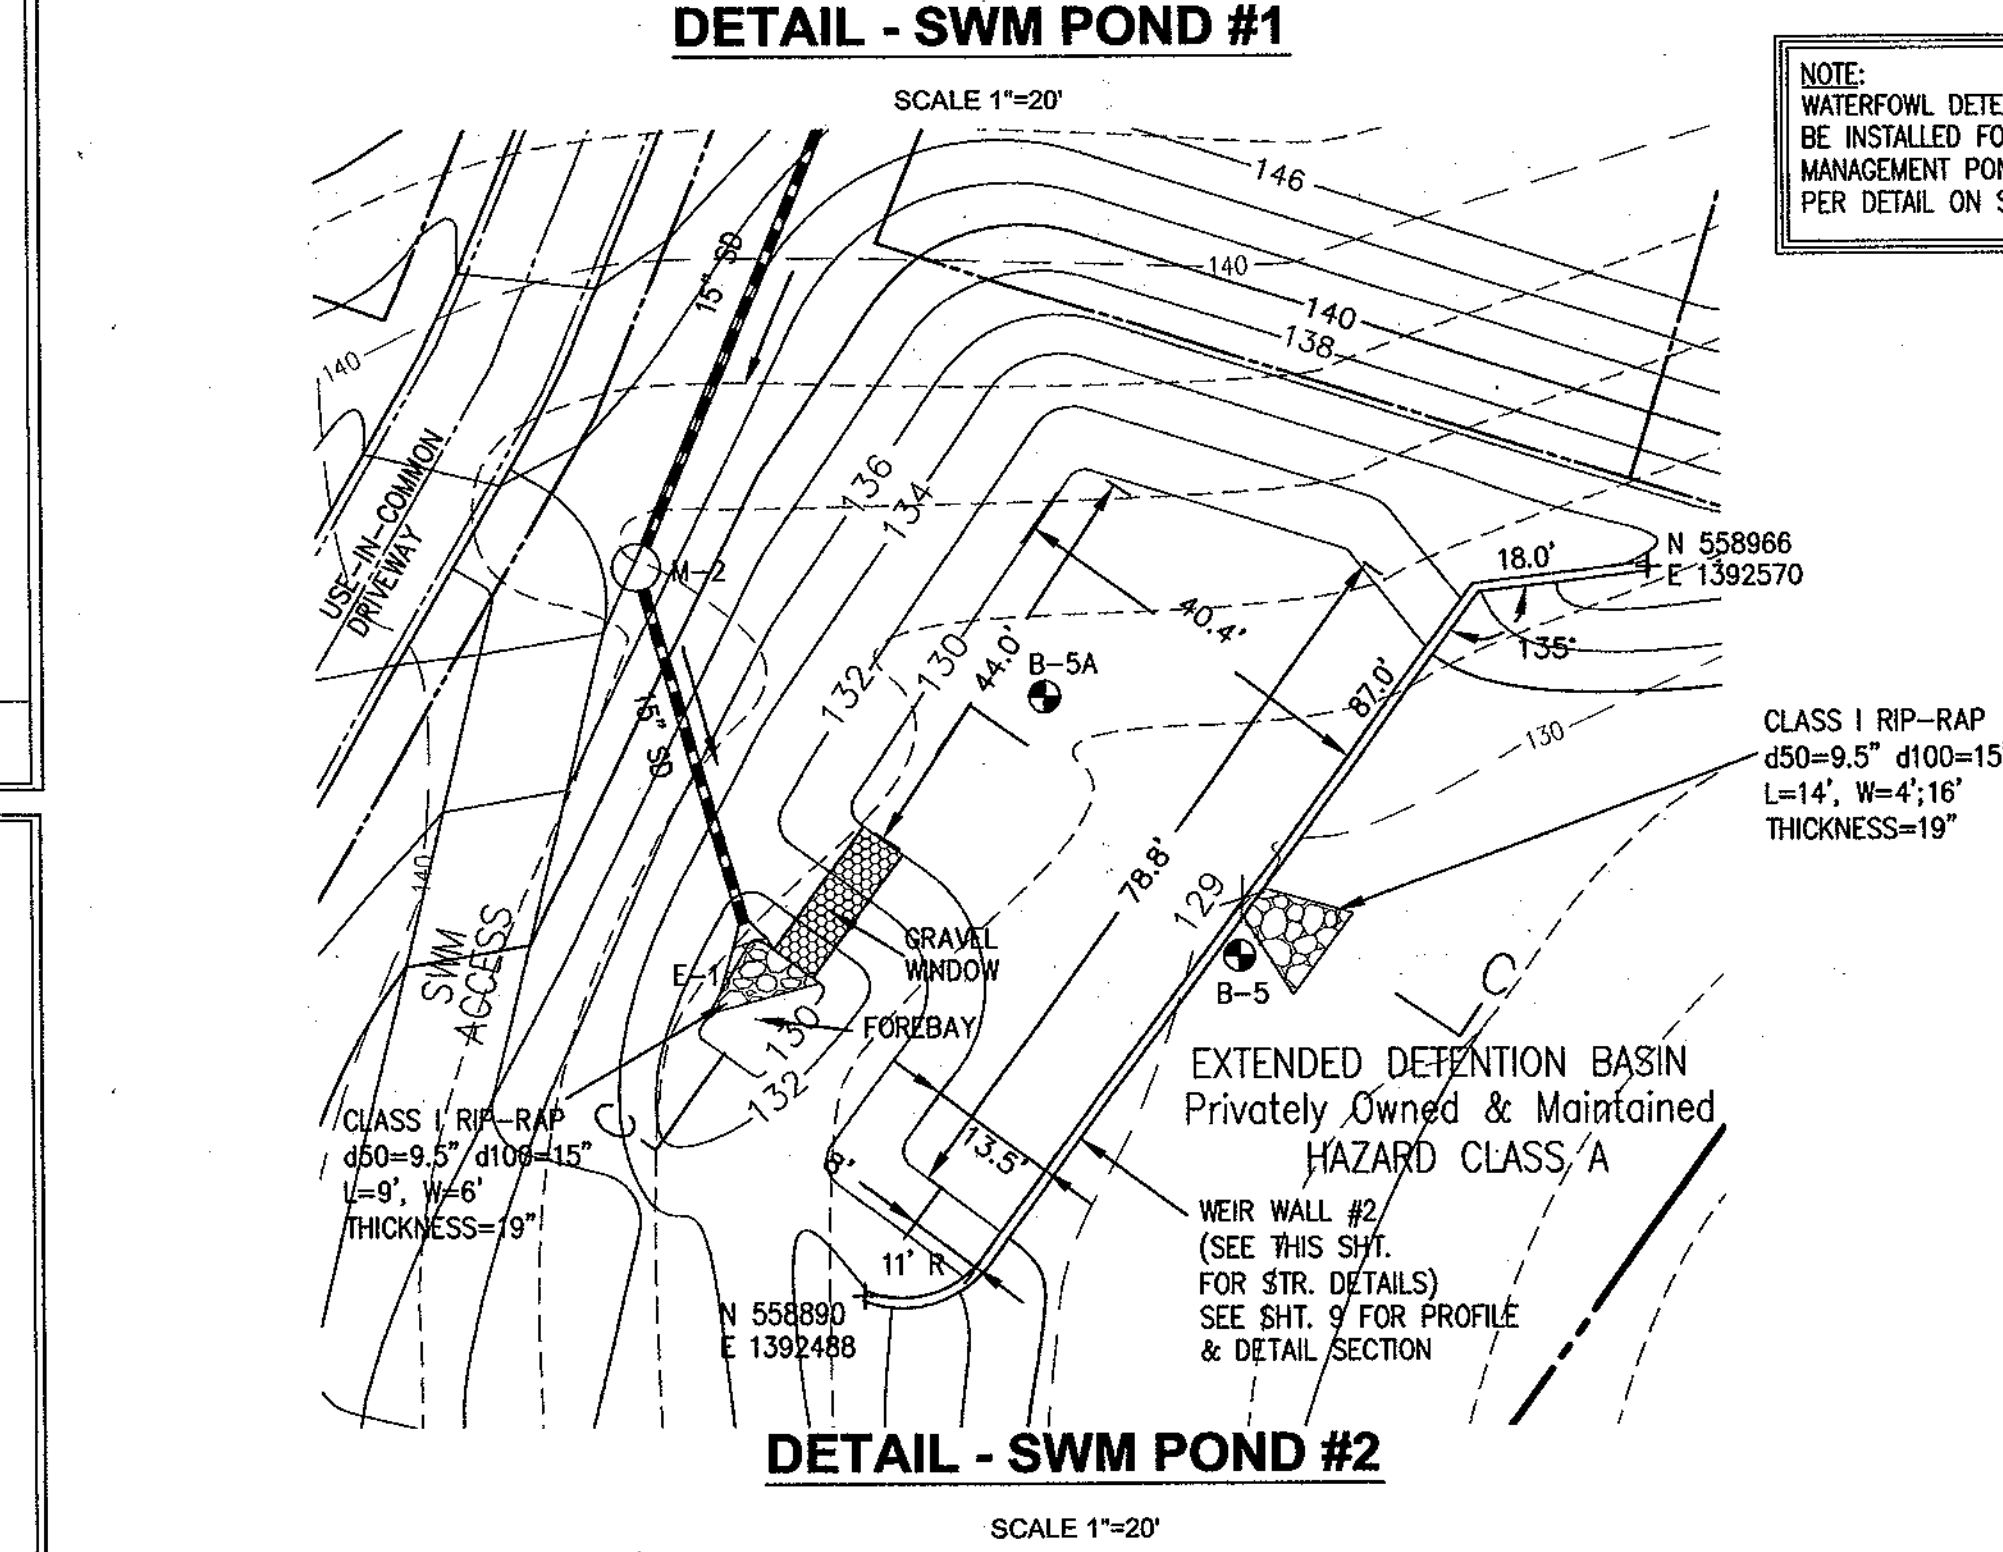 DETAIL - SWM POND #1
SCALE 1"=20'
NOTE:
WATERFOWL
BE INSTALLED
MANAGEMENT
PER DETAIL ON
146
140
140
138
15" SD
140
136
134
USE-IN-COMMON
DRIVEWAY
M-2
N 558966
E 1392570
18.0'
135°
40.4'
44.0'
B-5A
132
130
87.0'
15" SD
130
CLASS I RIP-RAP
d50=9.5" d100=15"
L=14', W=4';16'
THICKNESS=19"
78.8'
129
140
SWM
ACCESS
GRAVEL
WINDOW
E-1
B-5
C
FOREBAY
130
132
EXTENDED DETENTION BASIN
Privately Owned & Maintained
HAZARD CLASS A
CLASS I RIP-RAP
d50=9.5" d100=15"
L=9', W=6'
THICKNESS=19"
C
8'
13.5'
11' R
WEIR WALL #2
(SEE THIS SHT.
FOR STR. DETAILS)
SEE SHT. 9 FOR PROFILE
& DETAIL SECTION
N 558890
E 1392488
DETAIL - SWM POND #2
SCALE 1"=20'